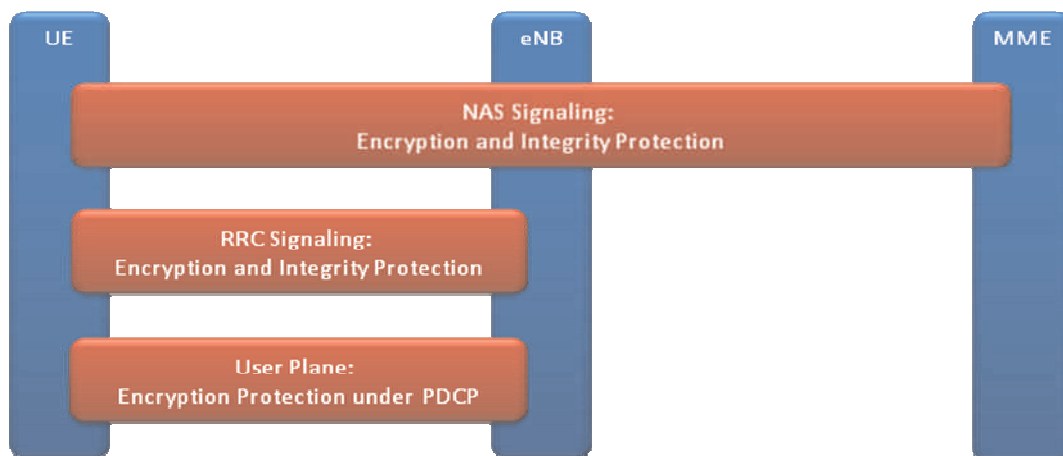 UE eNB MME
NAS Signaling:
Encryption and Integrity Protection
RRC Signaling:
Encryption and Integrity Protection
User Plane:
Encryption Protection under PDCP